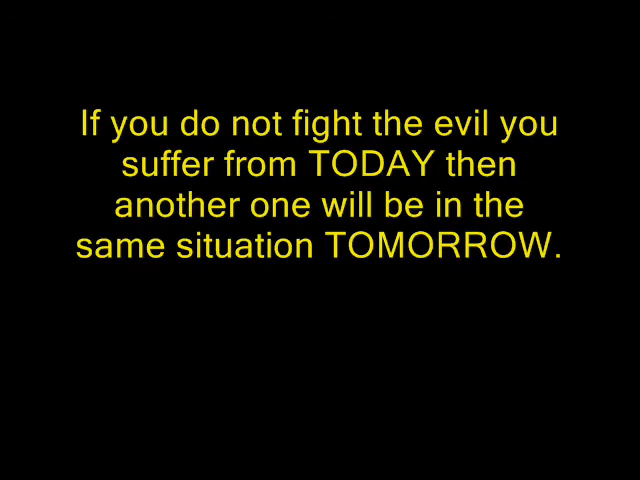 If you do not fight the evil you
suffer from TODAY then
another one will be in the
same situation TOMORROW.